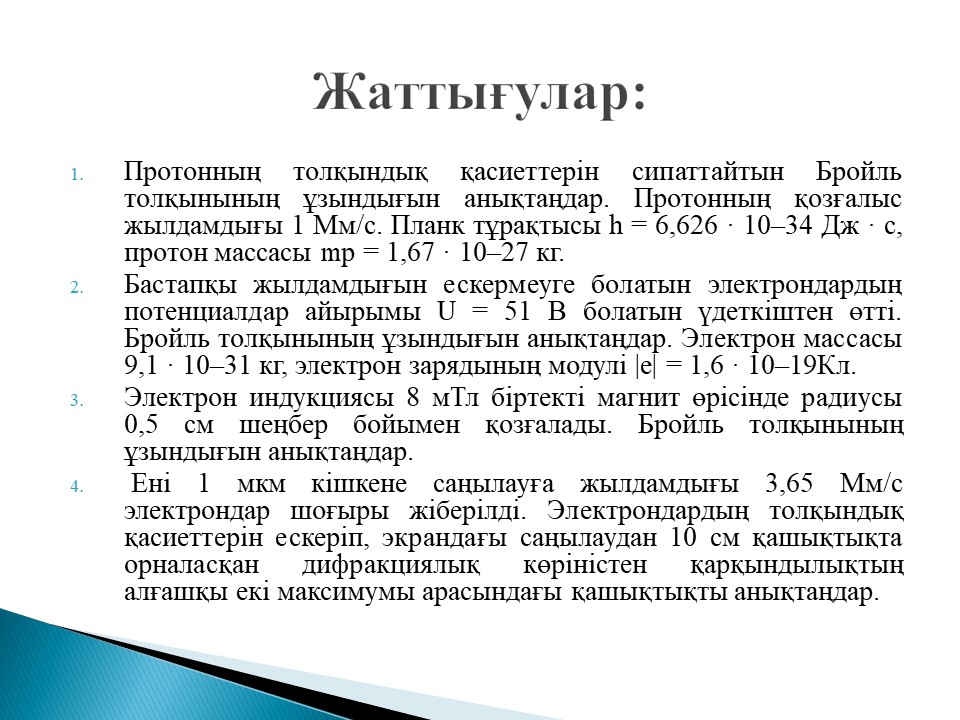 Жаттығулар:
1. Протонның толқындық қасиеттерін сипаттайтын Бройль
толқынының ұзындығын анықтаңдар. Протонның қозғалыс
жылдамдығы 1 Мм/с. Планк тұрақтысы h = 6,626 · 10–34 Дж · с,
протон массасы mp = 1,67 · 10–27 кг.
2. Бастапқы жылдамдығын ескермеуге болатын электрондардың
потенциалдар айырымы U = 51 В болатын үдеткіштен өтті.
Бройль толқынының ұзындығын анықтаңдар. Электрон массасы
9,1 · 10–31 кг, электрон зарядының модулі |e| = 1,6 · 10–19Кл.
3. Электрон индукциясы 8 мТл біртекті магнит өрісінде радиусы
0,5 см шеңбер бойымен қозғалады. Бройль толқынының
ұзындығын анықтаңдар.
4. Ені 1 мкм кішкене саңылауға жылдамдығы 3,65 Мм/с
электрондар шоғыры жіберілді. Электрондардың толқындық
қасиеттерін ескеріп, экрандағы саңылаудан 10 см қашықтықта
орналасқан дифракциялық көріністен қарқындылықтың
алғашқы екі максимумы арасындағы қашықтықты анықтаңдар.